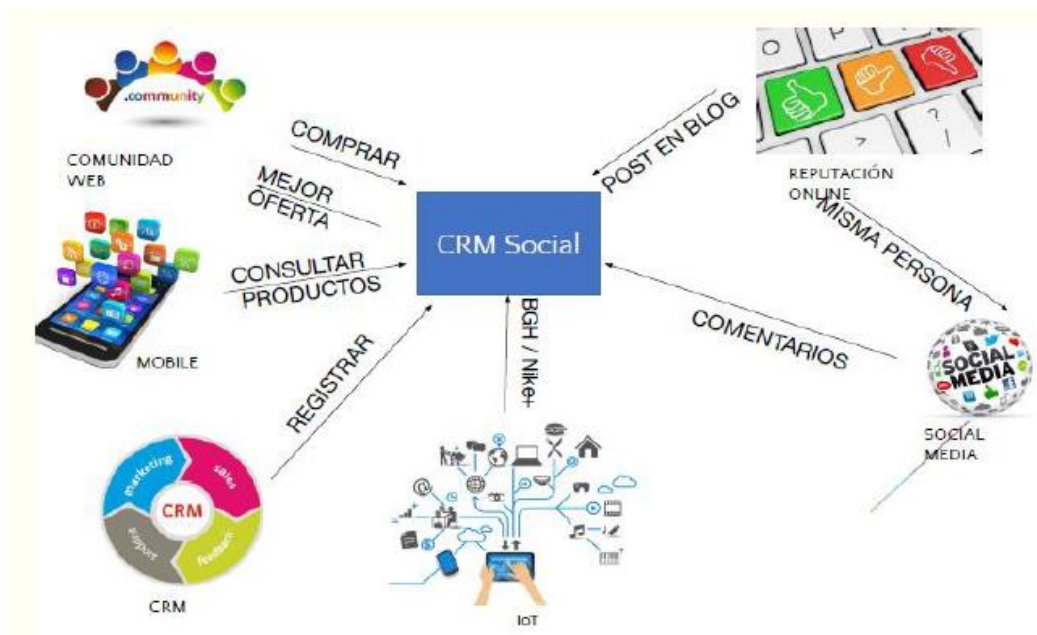 .community
COMUNIDAD
WEB
COMPRAR
MEJOR
OFERTA
CONSULTAR
PRODUCTOS
MOBILE
REGISTRAR
marketing
sales
CRM
support
feedback
CRM
CRM Social
BGH / Nike+
IoT
POST EN BLOG
REPUTACIÓN
ONLINE
MISMA PERSONA
COMENTARIOS
SOCIAL
MEDIA
SOCIAL
MEDIA